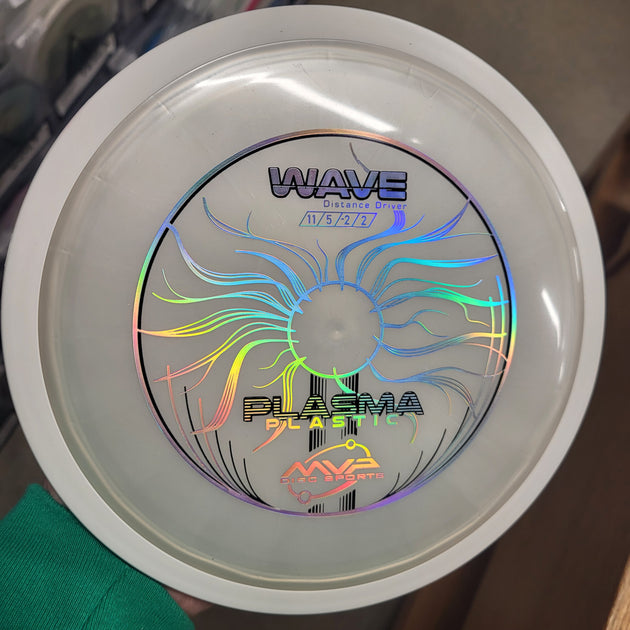 WAVE
Distance Driver
11/5/-2/2
PLASMA
PLASTIC
MVP
DISC SPORTS